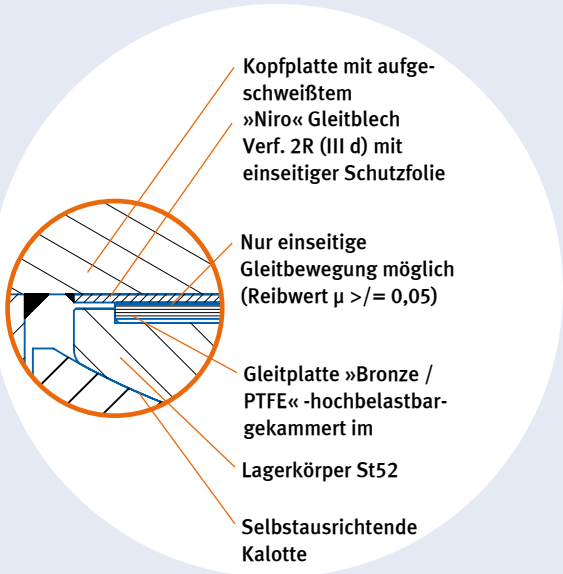 Kopfplatte mit aufge-
schweißtem
»Niro« Gleitblech
Verf. 2R (III d) mit
einseitiger Schutzfolie
Nur einseitige
Gleitbewegung möglich
(Reibwert µ >/= 0,05)
Gleitplatte »Bronze /
PTFE« -hochbelastbar-
gekammert im
Lagerkörper St52
Selbstausrichtende
Kalotte